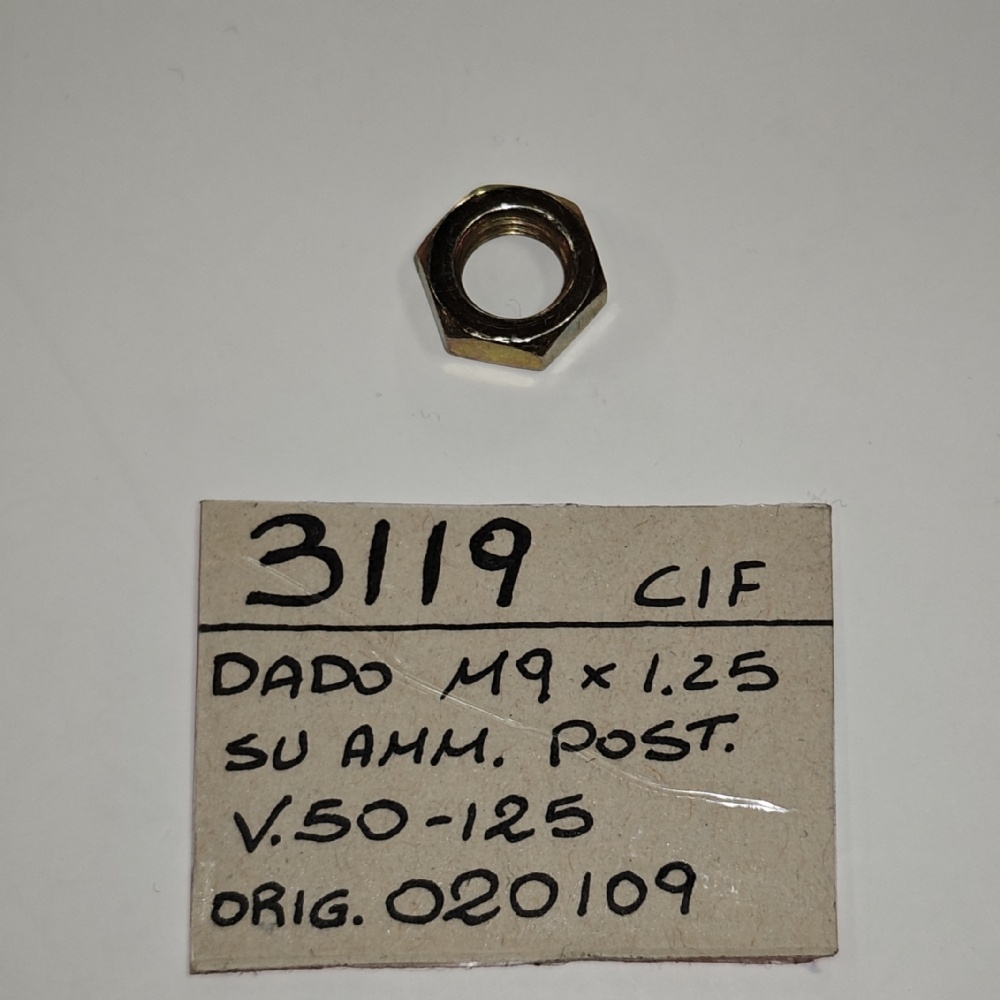 3119 CIF
DADO M9 x 1.25
SU AMM. POST.
V.50-125
ORIG. 020109